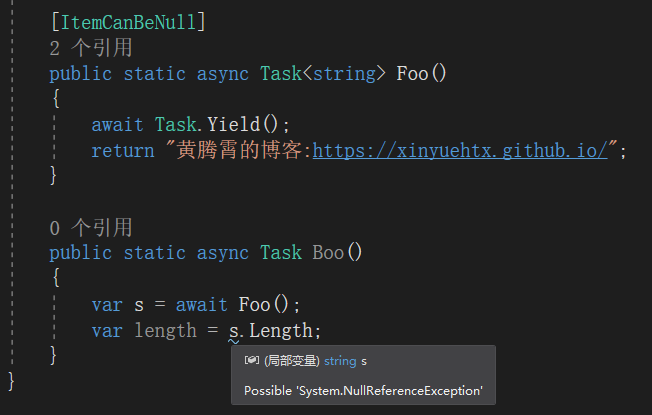 [ItemCanBeNull]
2 个引用
public static async Task<string> Foo()
{
await Task.Yield();
return "黄腾霄的博客:https://xinyuehtx.github.io/";
}
0 个引用
public static async Task Boo()
{
var s = await Foo();
var length = s.Length;
}
(局部变量) string s
Possible 'System.NullReferenceException'
}